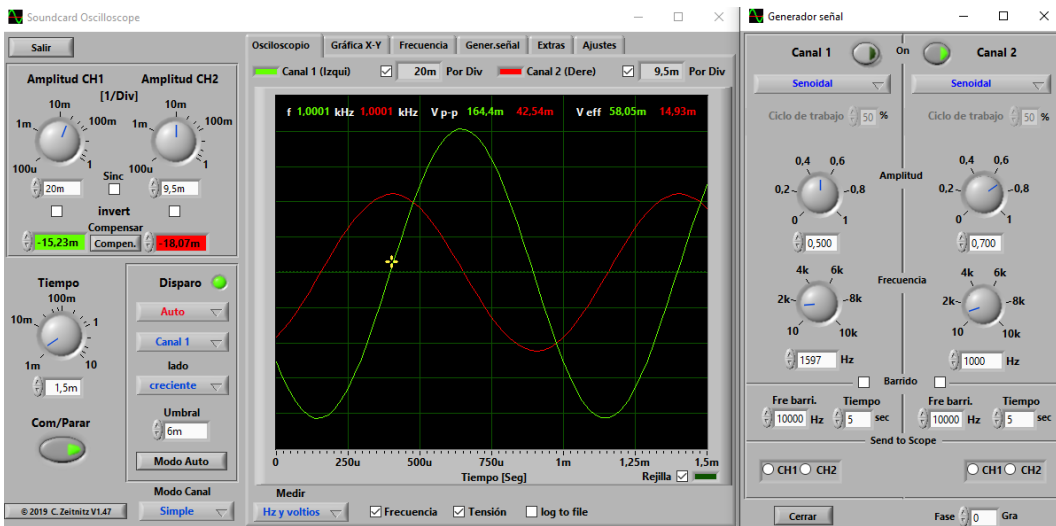 Soundcard Oscilloscope
Salir
Amplitud CH1 Amplitud CH2
[1/Div]
10m 10m
1m 100m 1m 100m
100u 1 100u 1
Sinc
20m 9,5m
invert
Compensar
-15,23m Compen. -18,07m
Tiempo
100m
10m 1
1m 10
1,5m
Com/Parar
Disparo
Auto
Canal 1
lado
creciente
Umbral
6m
Modo Auto
Modo Canal
© 2019 C. Zeitnitz V1.47 Simple
Osciloscopio Gráfica X-Y Frecuencia Gener.señal Extras Ajustes
Canal 1 (Izqui) 20m Por Div Canal 2 (Dere) 9,5m Por Div
f 1,0001 kHz 1,0001 kHz V p-p 164,4m 42,54m V eff 58,05m 14,93m
0 250u 500u 750u 1m 1,25m 1,5m
Tiempo [Seg] Rejilla
Medir
Hz y voltios Frecuencia Tensión log to file
Generador señal
Canal 1 On Canal 2
Senoidal Senoidal
Ciclo de trabajo 50 % Ciclo de trabajo 50 %
0,4 0,6 0,4 0,6
Amplitud
0,2 0,8 0,2 0,8
0 1 0 1
0,500 0,700
4k 6k 4k 6k
Frecuencia
2k 8k 2k 8k
10 10k 10 10k
1597 Hz 1000 Hz
Barrido
Fre barri. Tiempo Fre barri. Tiempo
10000 Hz 5 sec 10000 Hz 5 sec
Send to Scope
CH1 CH2 CH1 CH2
Cerrar Fase 0 Gra